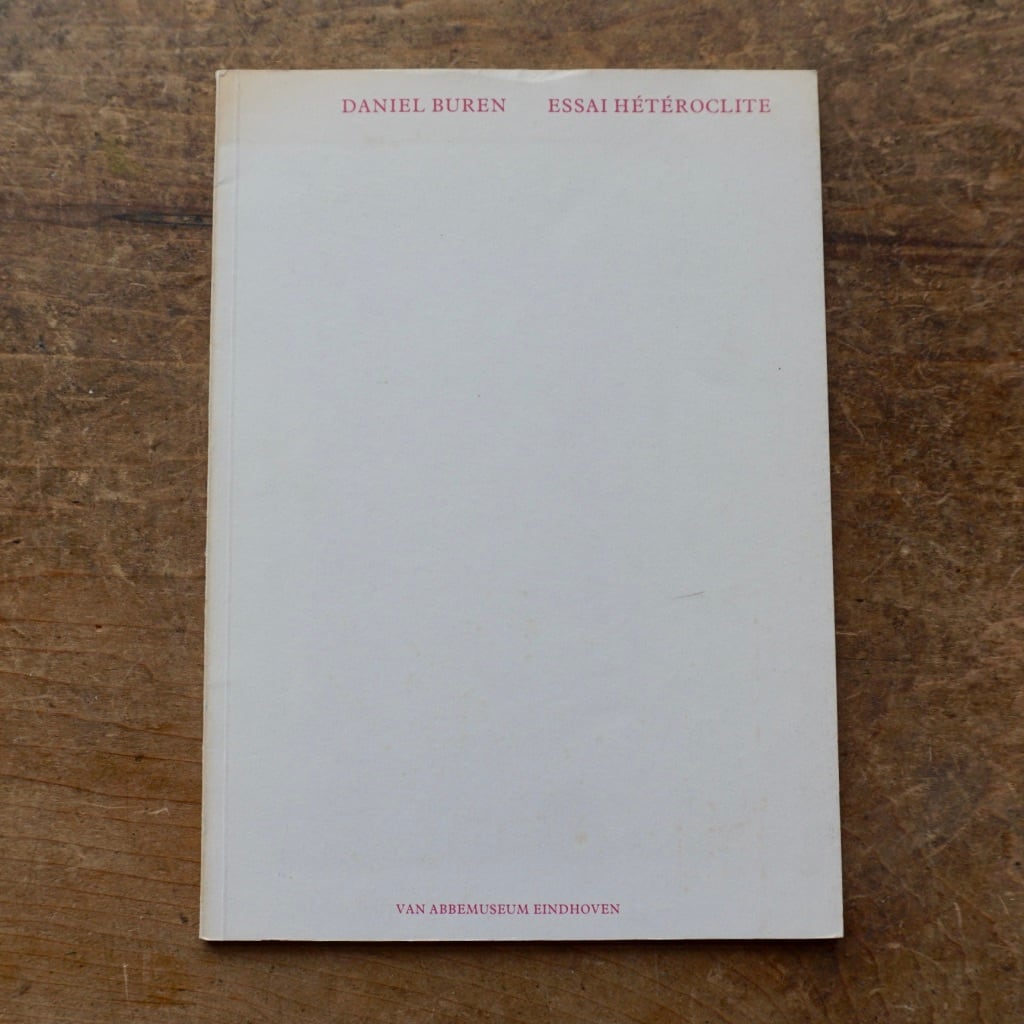 DANIEL BUREN ESSAI HÉTÉROCLITE
VAN ABBEMUSEUM EINDHOVEN